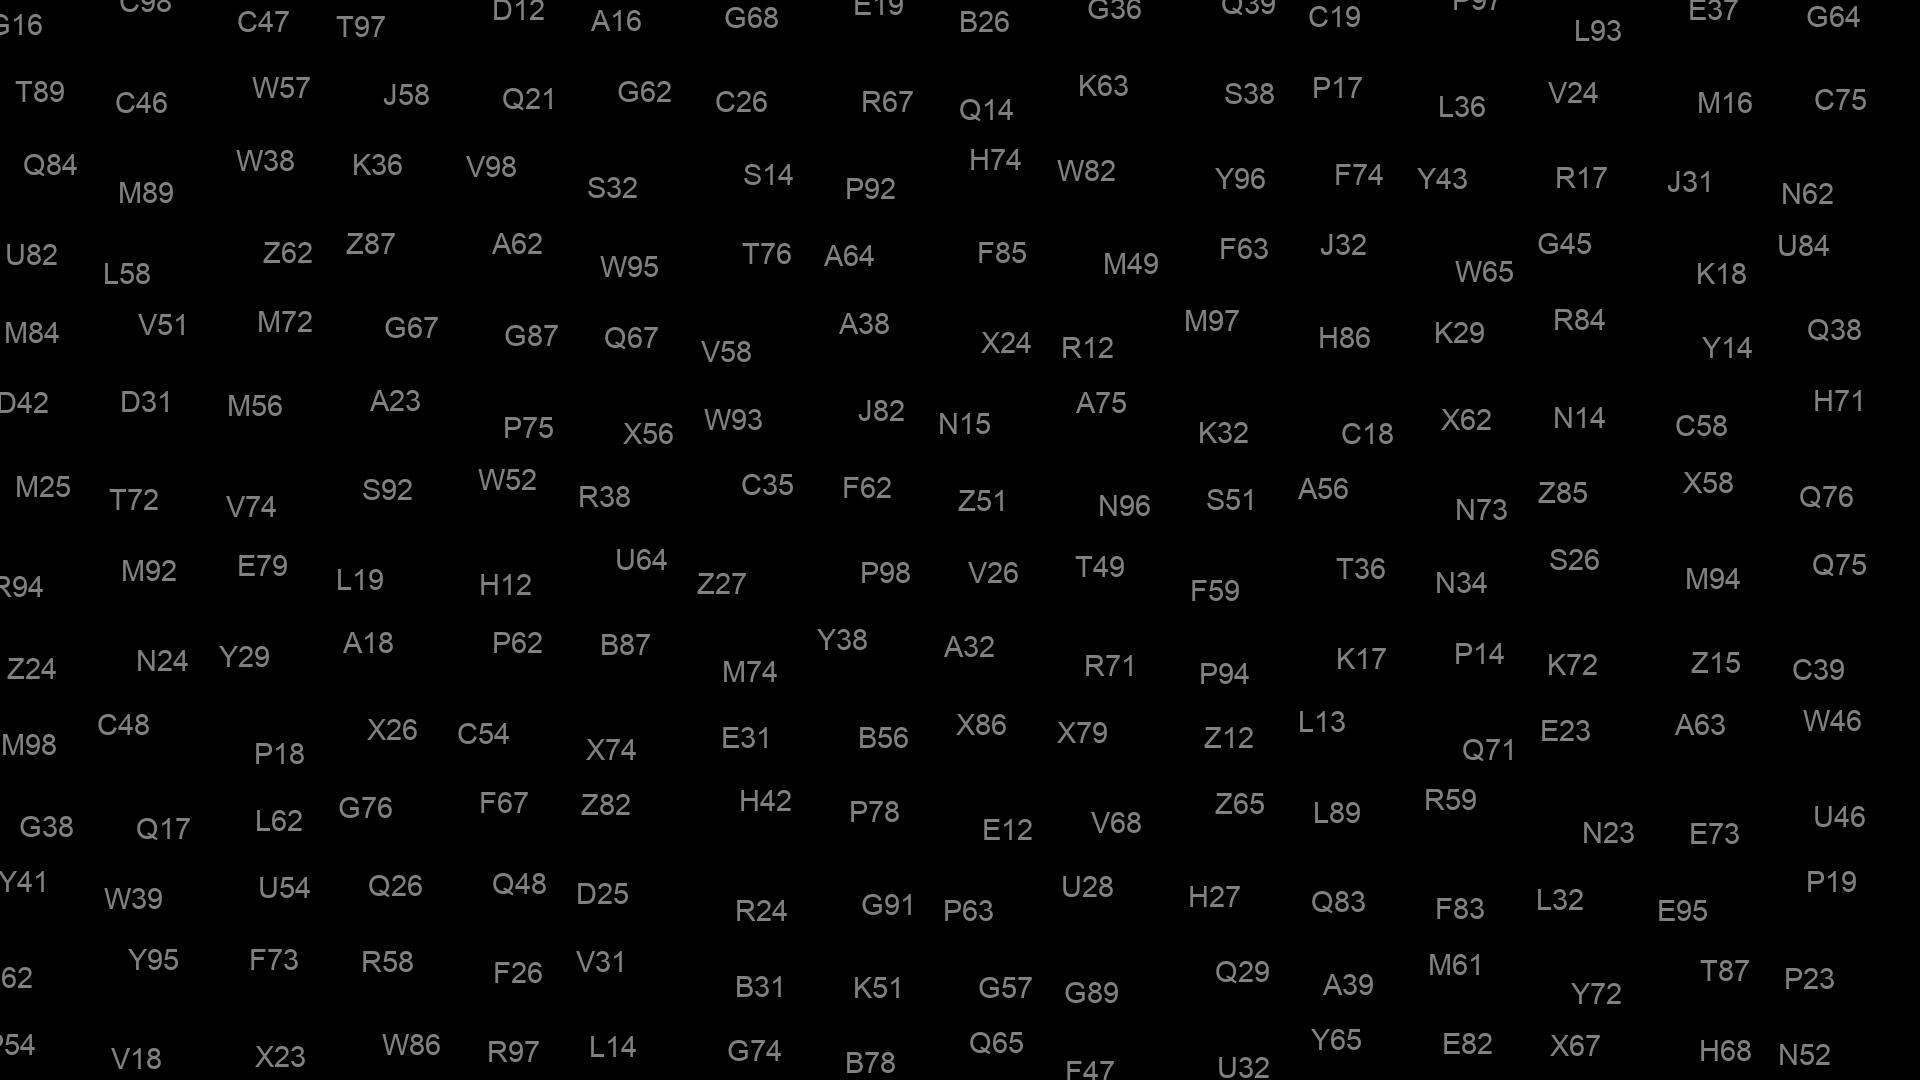 G16 C98 C47 T97 D12 A16 G68 E19 B26 G36 Q39 C19 P97 L93 E37 G64
T89 C46 W57 J58 Q21 G62 C26 R67 Q14 K63 S38 P17 L36 V24 M16 C75
Q84 M89 W38 K36 V98 S32 S14 P92 H74 W82 Y96 F74 Y43 R17 J31 N62
U82 L58 Z62 Z87 A62 W95 T76 A64 F85 M49 F63 J32 W65 G45 K18 U84
M84 V51 M72 G67 G87 Q67 V58 A38 X24 R12 M97 H86 K29 R84 Y14 Q38
D42 D31 M56 A23 P75 X56 W93 J82 N15 A75 K32 C18 X62 N14 C58 H71
M25 T72 V74 S92 W52 R38 C35 F62 Z51 N96 S51 A56 N73 Z85 X58 Q76
R94 M92 E79 L19 H12 U64 Z27 P98 V26 T49 F59 T36 N34 S26 M94 Q75
Z24 N24 Y29 A18 P62 B87 M74 Y38 A32 R71 P94 K17 P14 K72 Z15 C39
M98 C48 P18 X26 C54 X74 E31 B56 X86 X79 Z12 L13 Q71 E23 A63 W46
G38 Q17 L62 G76 F67 Z82 H42 P78 E12 V68 Z65 L89 R59 N23 E73 U46
Y41 W39 U54 Q26 Q48 D25 R24 G91 P63 U28 H27 Q83 F83 L32 E95 P19
62 Y95 F73 R58 F26 V31 B31 K51 G57 G89 Q29 A39 M61 Y72 T87 P23
54 V18 X23 W86 R97 L14 G74 B78 Q65 F47 U32 Y65 E82 X67 H68 N52